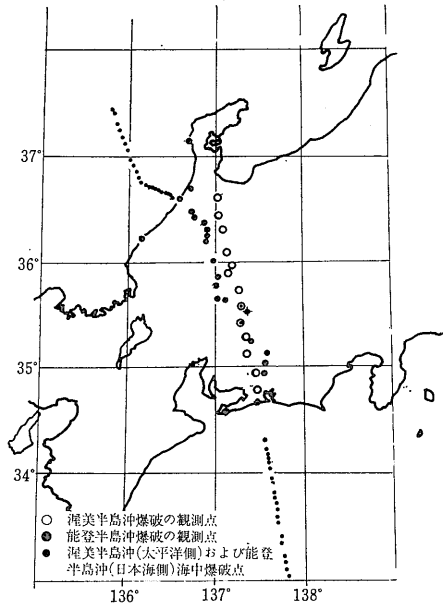 37°
36°
35°
34°
○ 渥美半島沖爆破の観測点
能登半島沖爆破の観測点
● 渥美半島沖(太平洋側)および能登
半島沖(日本海側)海中爆破点
136°
137°
138°